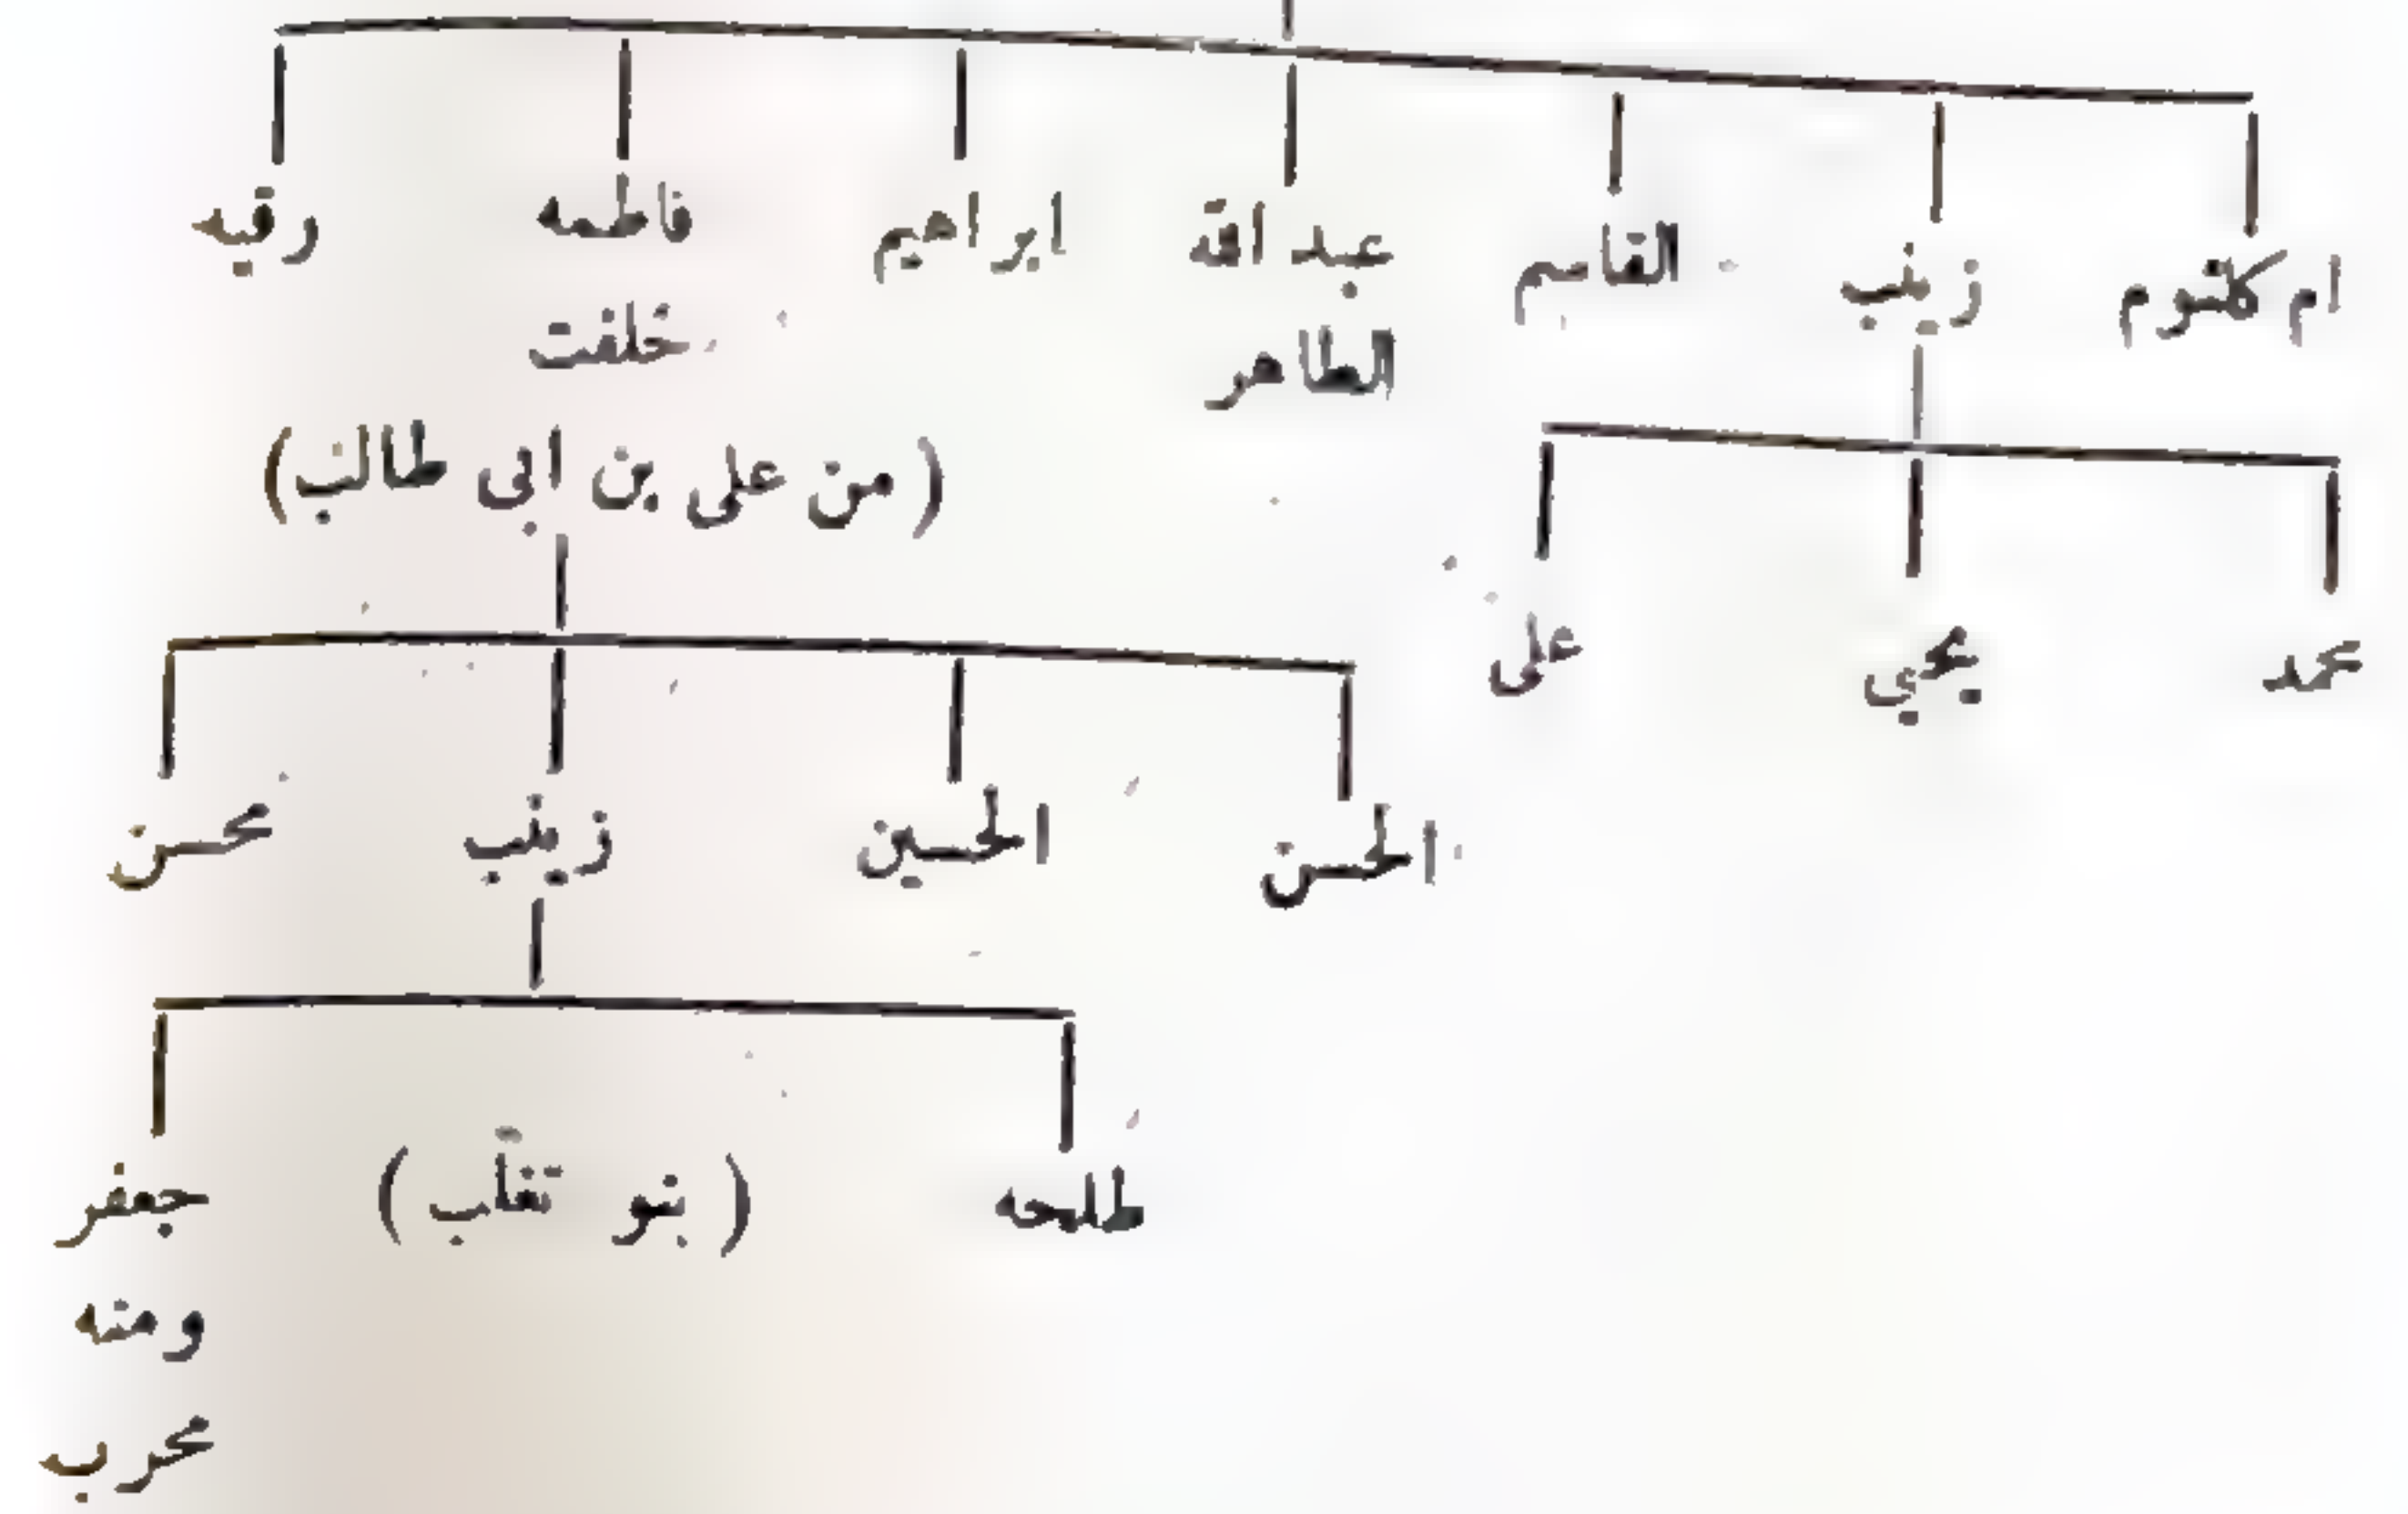 ام كلثوم زينب القاسم عبد الله ابراهيم فاطمه رقيه
الطاهر خلفت
(من على بن ابى طالب)
محمد يحيي على
الحسن الحسين زينب محسن
طلحه (بنو تغلب) جعفر
ومنه
محرب